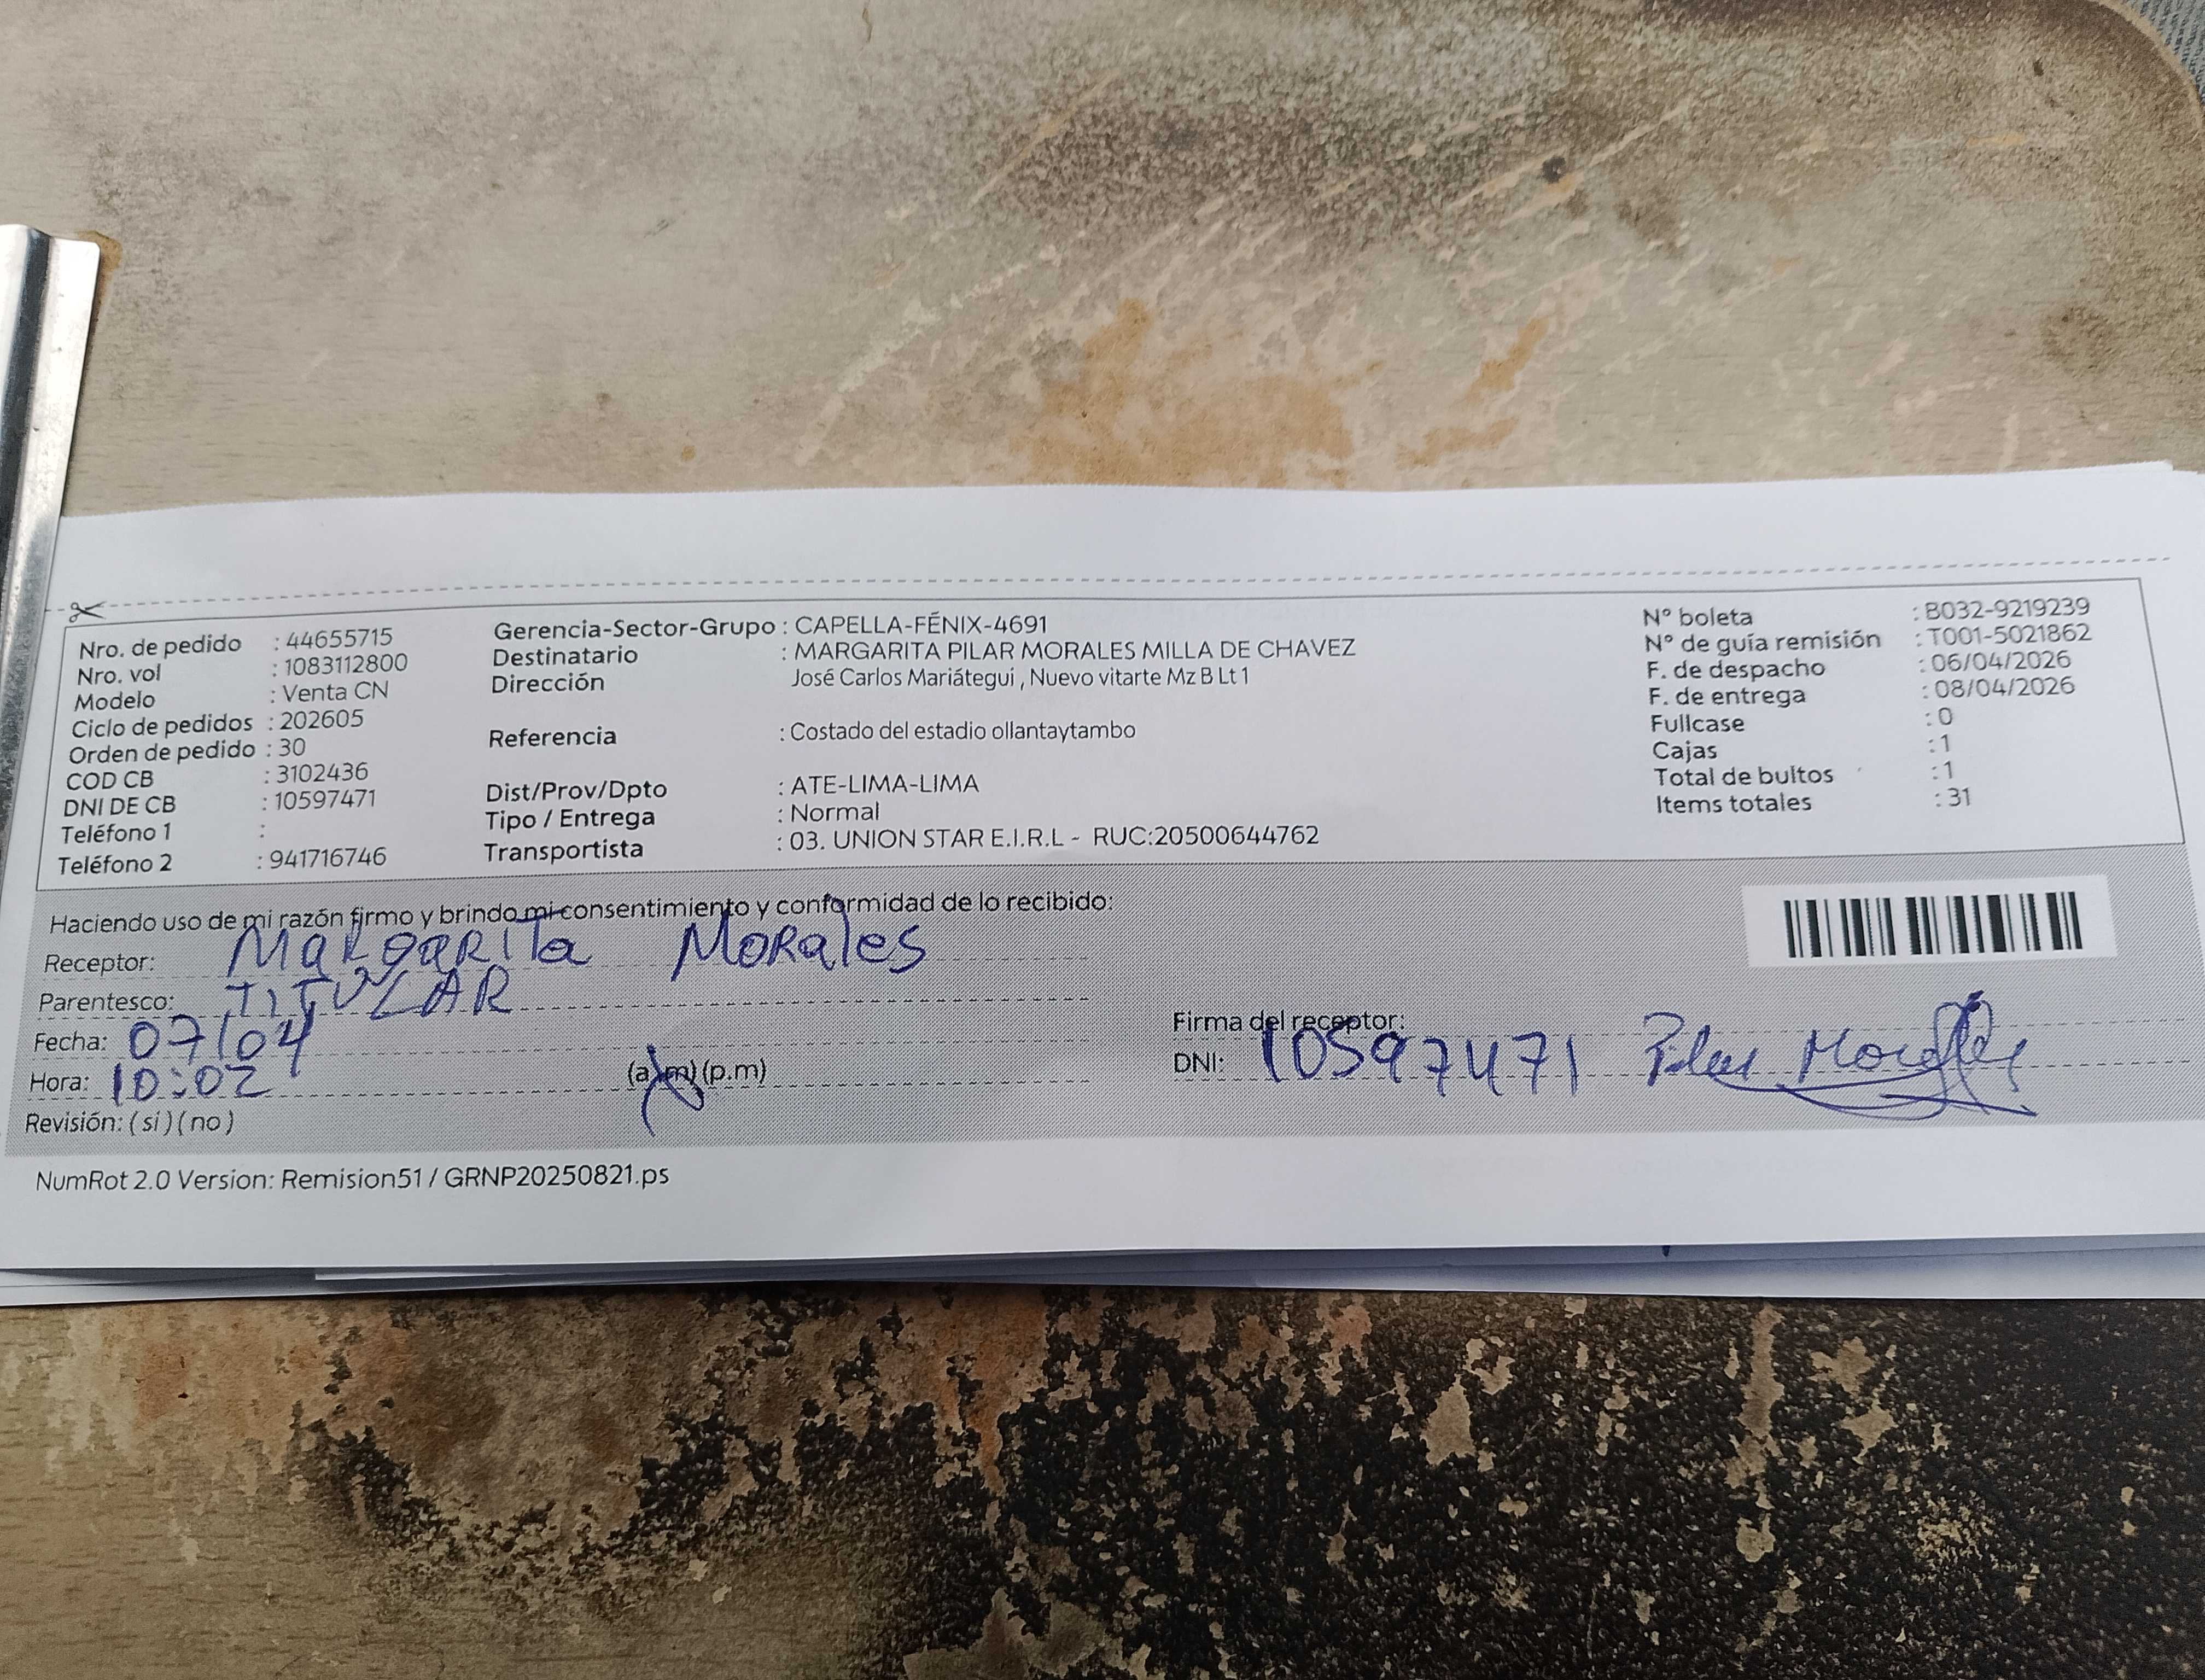 Nro. de pedido : 44655715
Nro. vol : 1083112800
Modelo : Venta CN
Ciclo de pedidos : 202605
Orden de pedido : 30
COD CB : 3102436
DNI DE CB : 10597471
Teléfono 1 :
Teléfono 2 : 941716746
Gerencia-Sector-Grupo : CAPELLA-FÉNIX-4691
Destinatario : MARGARITA PILAR MORALES MILLA DE CHAVEZ
Dirección José Carlos Mariátegui , Nuevo vitarte Mz B Lt 1
Referencia : Costado del estadio ollantaytambo
Dist/Prov/Dpto : ATE-LIMA-LIMA
Tipo / Entrega : Normal
Transportista : 03. UNION STAR E.I.R.L - RUC:20500644762
N° boleta : B032-9219239
N° de guía remisión : T001-5021862
F. de despacho : 06/04/2026
F. de entrega : 08/04/2026
Fullcase : 0
Cajas : 1
Total de bultos : 1
Items totales : 31
Haciendo uso de mi razón firmo y brindo mi consentimiento y conformidad de lo recibido:
Receptor: MARGARITa MORales
Parentesco: TITULAR
Fecha: 07/04
Hora: 10:02 (a.m) (p.m)
Revisión: ( si ) ( no )
Firma del receptor:
DNI: 10597471 Pilar Morales
NumRot 2.0 Version: Remision51 / GRNP20250821.ps